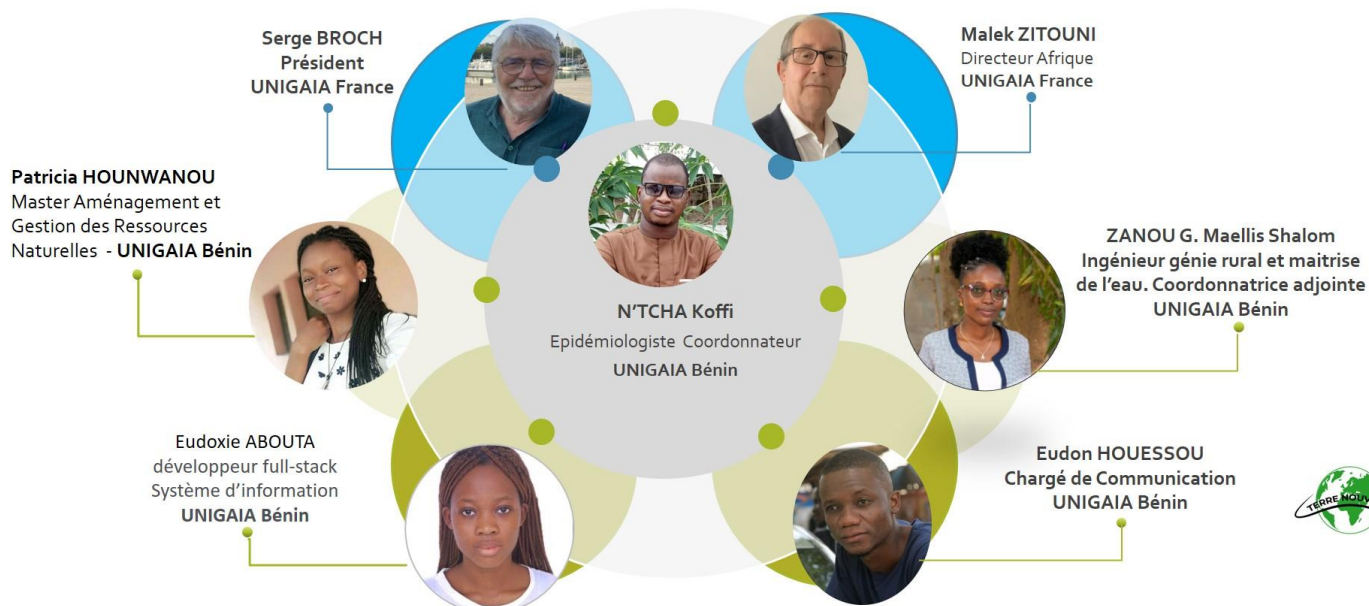 Serge BROCH
Président
UNIGAIA France
Malek ZITOUNI
Directeur Afrique
UNIGAIA France
Patricia HOUNWANOU
Master Aménagement et
Gestion des Ressources
Naturelles - UNIGAIA Bénin
N'TCHA Koffi
Epidémiologiste Coordonnateur
UNIGAIA Bénin
ZANOU G. Maellis Shalom
Ingénieur génie rural et maitrise
de l'eau. Coordonnatrice adjointe
UNIGAIA Bénin
Eudoxie ABOUTA
développeur full-stack
Système d'information
UNIGAIA Bénin
Eudon HOUESSOU
Chargé de Communication
UNIGAIA Bénin
TERRE